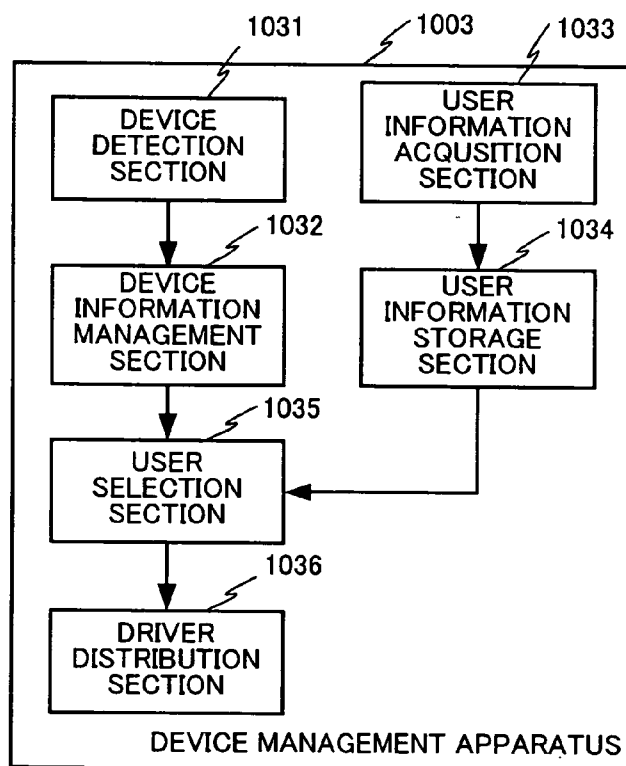 1031
1003
1033
DEVICE
DETECTION
SECTION
USER
INFORMATION
ACQUSITION
SECTION
1032
1034
DEVICE
INFORMATION
MANAGEMENT
SECTION
USER
INFORMATION
STORAGE
SECTION
1035
USER
SELECTION
SECTION
1036
DRIVER
DISTRIBUTION
SECTION
DEVICE MANAGEMENT APPARATUS